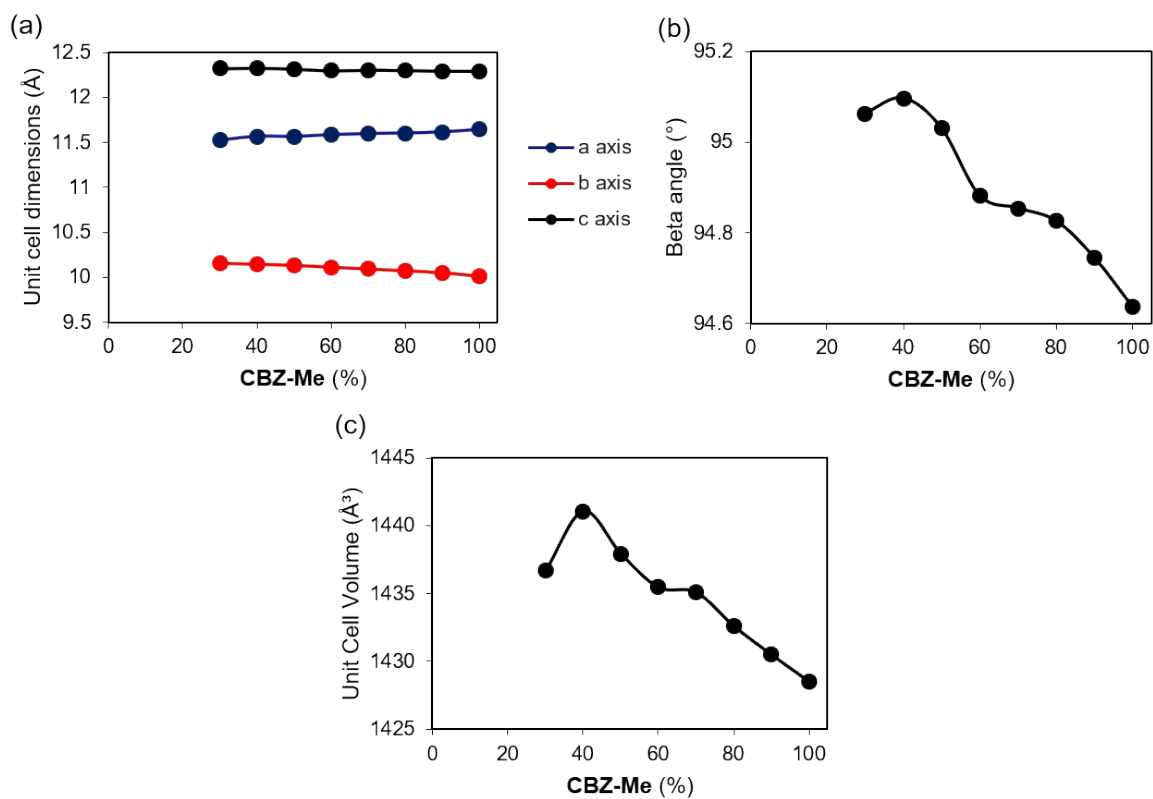 (a)
Unit cell dimensions (Å)
12.5
12
11.5
11
10.5
10
9.5
0
20
40
60
80
100
CBZ-Me (%)
a axis
b axis
c axis
(b)
Beta angle (°)
95.2
95
94.8
94.6
0
20
40
60
80
100
CBZ-Me (%)
(c)
Unit Cell Volume (Å³)
1445
1440
1435
1430
1425
0
20
40
60
80
100
CBZ-Me (%)